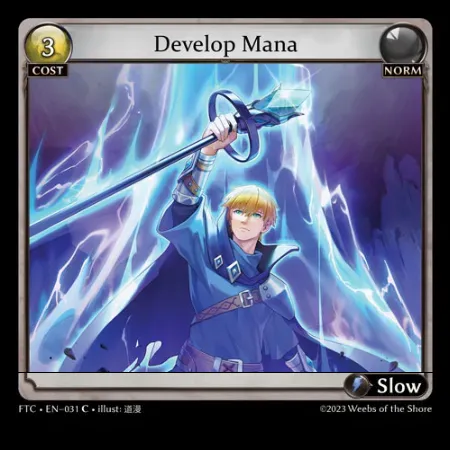 3
COST
Develop Mana
NORM
Slow
FTC • EN-031 C • illust: 道漫
©2023 Weebs of the Shore